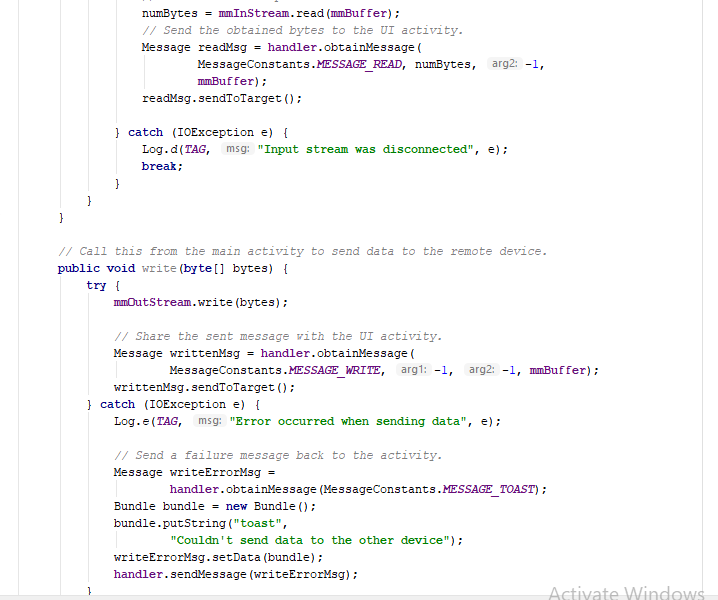 numBytes = mmInStream.read(mmBuffer);
// Send the obtained bytes to the UI activity.
Message readMsg = handler.obtainMessage(
MessageConstants.MESSAGE_READ, numBytes, arg2: -1,
mmBuffer);
readMsg.sendToTarget();
} catch (IOException e) {
Log.d(TAG, msg: "Input stream was disconnected", e);
break;
}
}
}
// Call this from the main activity to send data to the remote device.
public void write(byte[] bytes) {
try {
mmOutStream.write(bytes);
// Share the sent message with the UI activity.
Message writtenMsg = handler.obtainMessage(
MessageConstants.MESSAGE_WRITE, arg1: -1, arg2: -1, mmBuffer);
writtenMsg.sendToTarget();
} catch (IOException e) {
Log.e(TAG, msg: "Error occurred when sending data", e);
// Send a failure message back to the activity.
Message writeErrorMsg =
handler.obtainMessage(MessageConstants.MESSAGE_TOAST);
Bundle bundle = new Bundle();
bundle.putString("toast",
"Couldn't send data to the other device");
writeErrorMsg.setData(bundle);
handler.sendMessage(writeErrorMsg);
}
Activate Windows